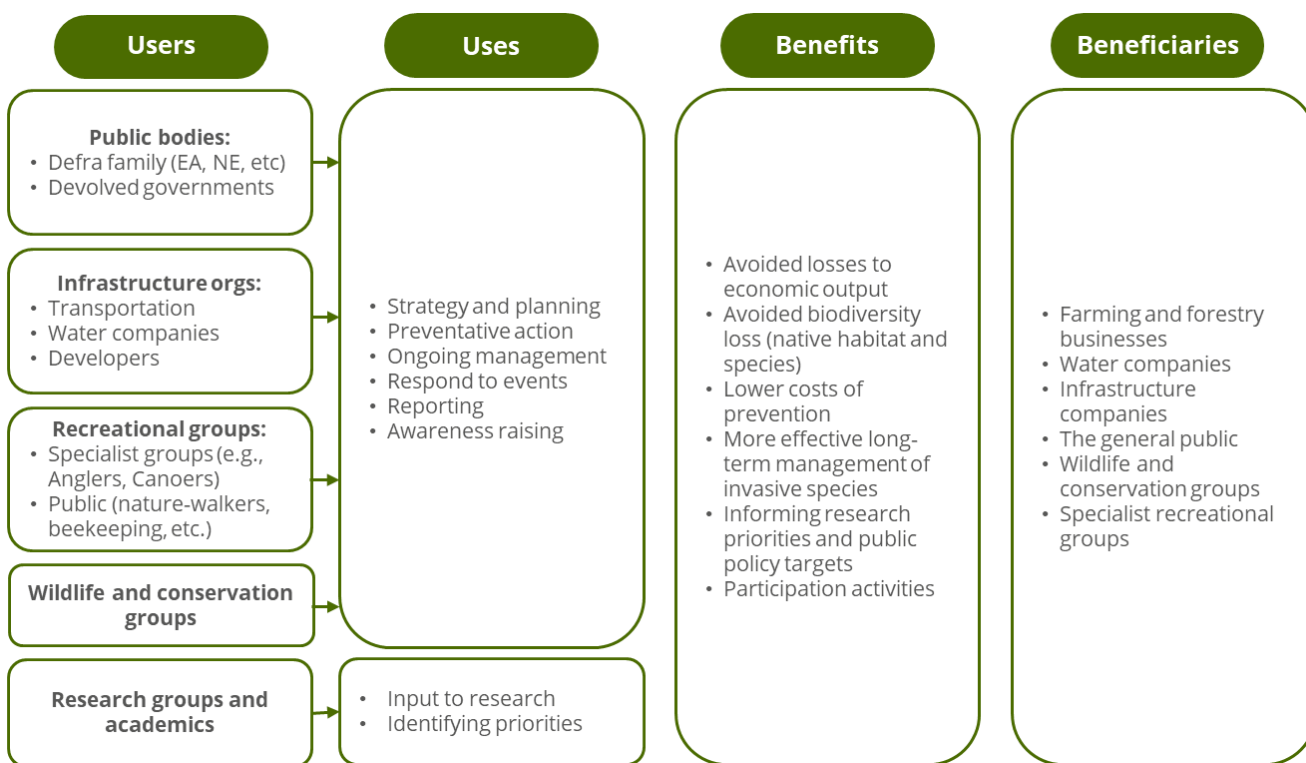 Users
Uses
Benefits
Beneficiaries
Public bodies:
• Defra family (EA, NE, etc)
• Devolved governments
Infrastructure orgs:
• Transportation
• Water companies
• Developers
Recreational groups:
• Specialist groups (e.g.,
Anglers, Canoers)
• Public (nature-walkers,
beekeeping, etc.)
Wildlife and conservation
groups
Research groups and
academics
• Strategy and planning
• Preventative action
• Ongoing management
• Respond to events
• Reporting
• Awareness raising
• Input to research
• Identifying priorities
• Avoided losses to
economic output
• Avoided biodiversity
loss (native habitat and
species)
• Lower costs of
prevention
• More effective long-
term management of
invasive species
• Informing research
priorities and public
policy targets
• Participation activities
• Farming and forestry
businesses
• Water companies
• Infrastructure
companies
• The general public
• Wildlife and
conservation groups
• Specialist recreational
groups